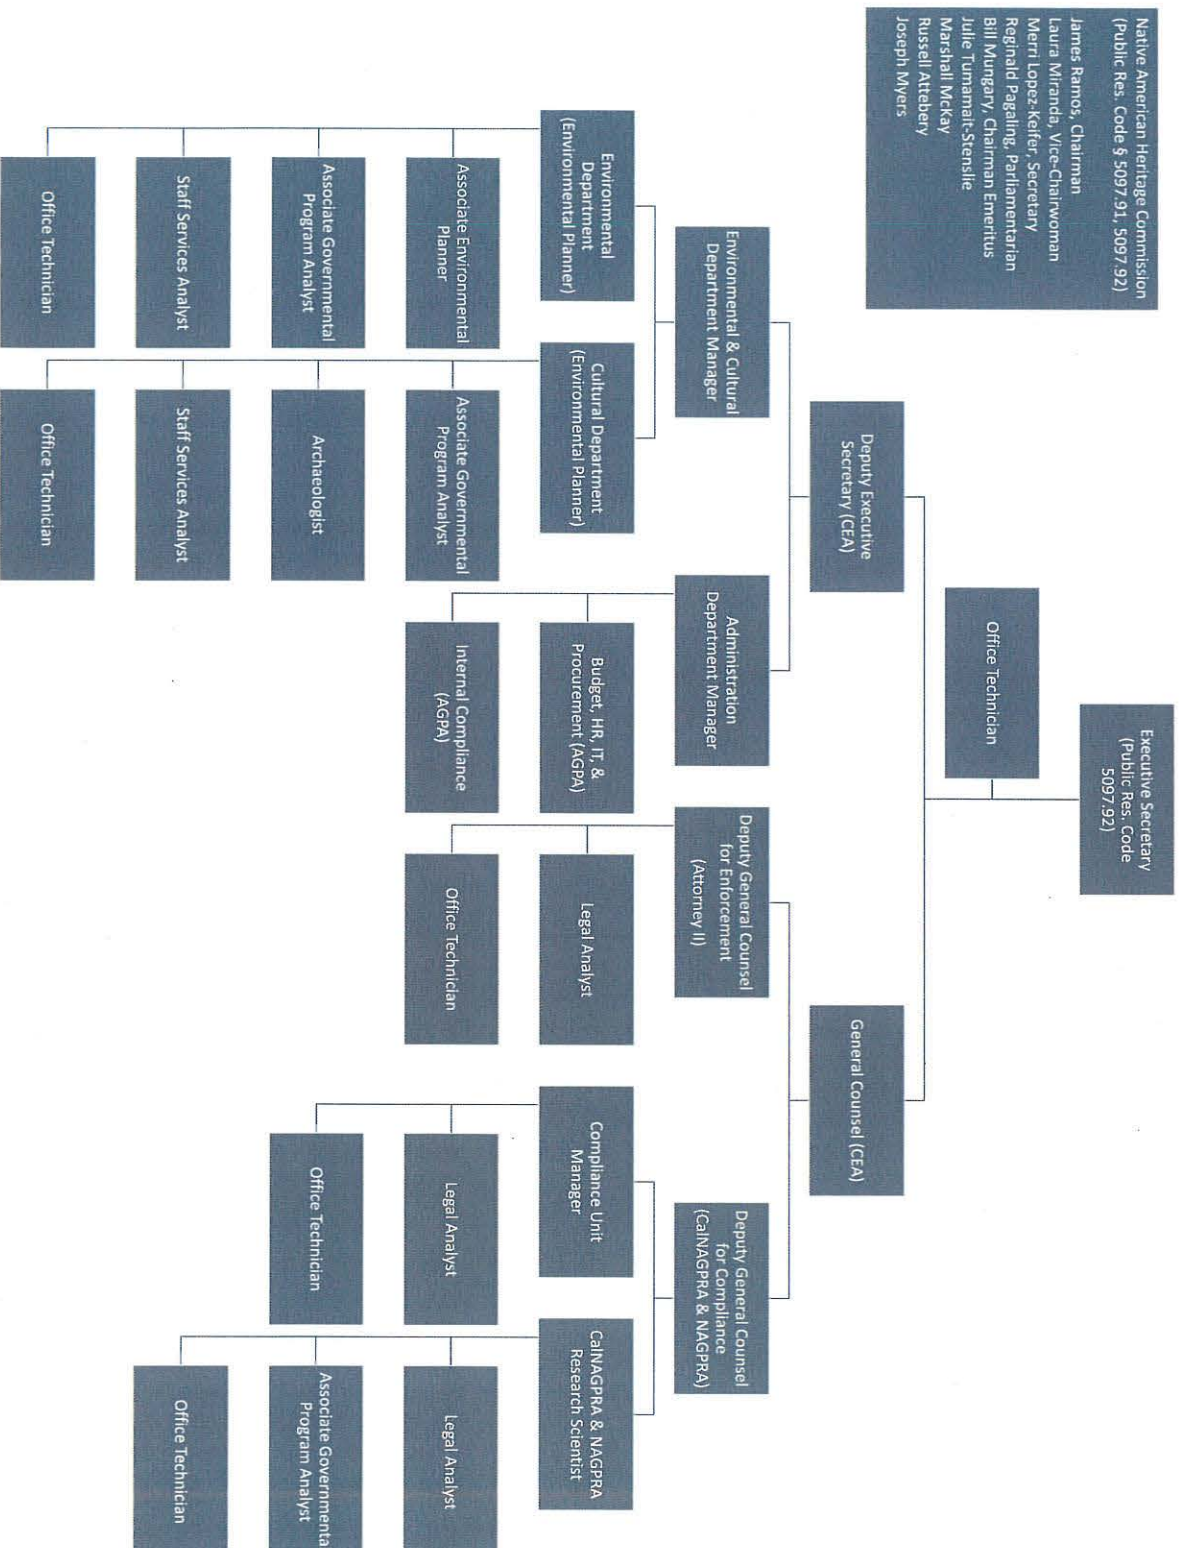 Native American Heritage Commission
(Public Res. Code § 5097.91, 5097.92)
James Ramos, Chairman
Laura Miranda, Vice-Chairwoman
Merri Lopez-Keifer, Secretary
Reginald Pagaling, Parliamentarian
Bill Mungary, Chairman Emeritus
Julie Tumamait-Stenslie
Marshall McKay
Russell Attebery
Joseph Myers
Executive Secretary
(Public Res. Code
5097.92)
Office Technician
Deputy Executive
Secretary (CEA)
General Counsel (CEA)
Environmental & Cultural
Department Manager
Administration
Department Manager
Deputy General Counsel
for Enforcement
(Attorney II)
Deputy General Counsel
for Compliance
(CalNAGPRA & NAGPRA)
Environmental
Department
(Environmental Planner)
Cultural Department
(Environmental Planner)
Budget, HR, IT, &
Procurement (AGPA)
Legal Analyst
Compliance Unit
Manager
CalNAGPRA & NAGPRA
Research Scientist
Associate Environmental
Planner
Associate Governmental
Program Analyst
Internal Compliance
(AGPA)
Office Technician
Legal Analyst
Legal Analyst
Associate Governmental
Program Analyst
Archaeologist
Office Technician
Associate Governmenta
Program Analyst
Staff Services Analyst
Staff Services Analyst
Office Technician
Office Technician
Office Technician